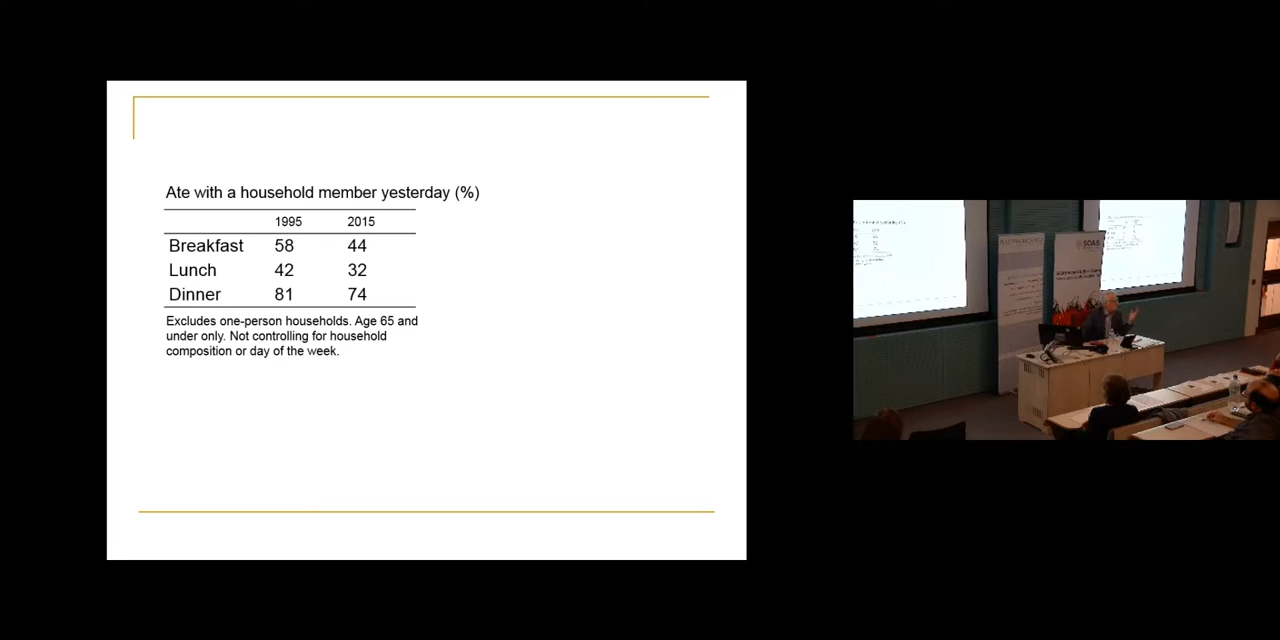 Ate with a household member yesterday (%)
1995 2015
Breakfast 58 44
Lunch 42 32
Dinner 81 74
Excludes one-person households. Age 65 and
under only. Not controlling for household
composition or day of the week.
SOAS